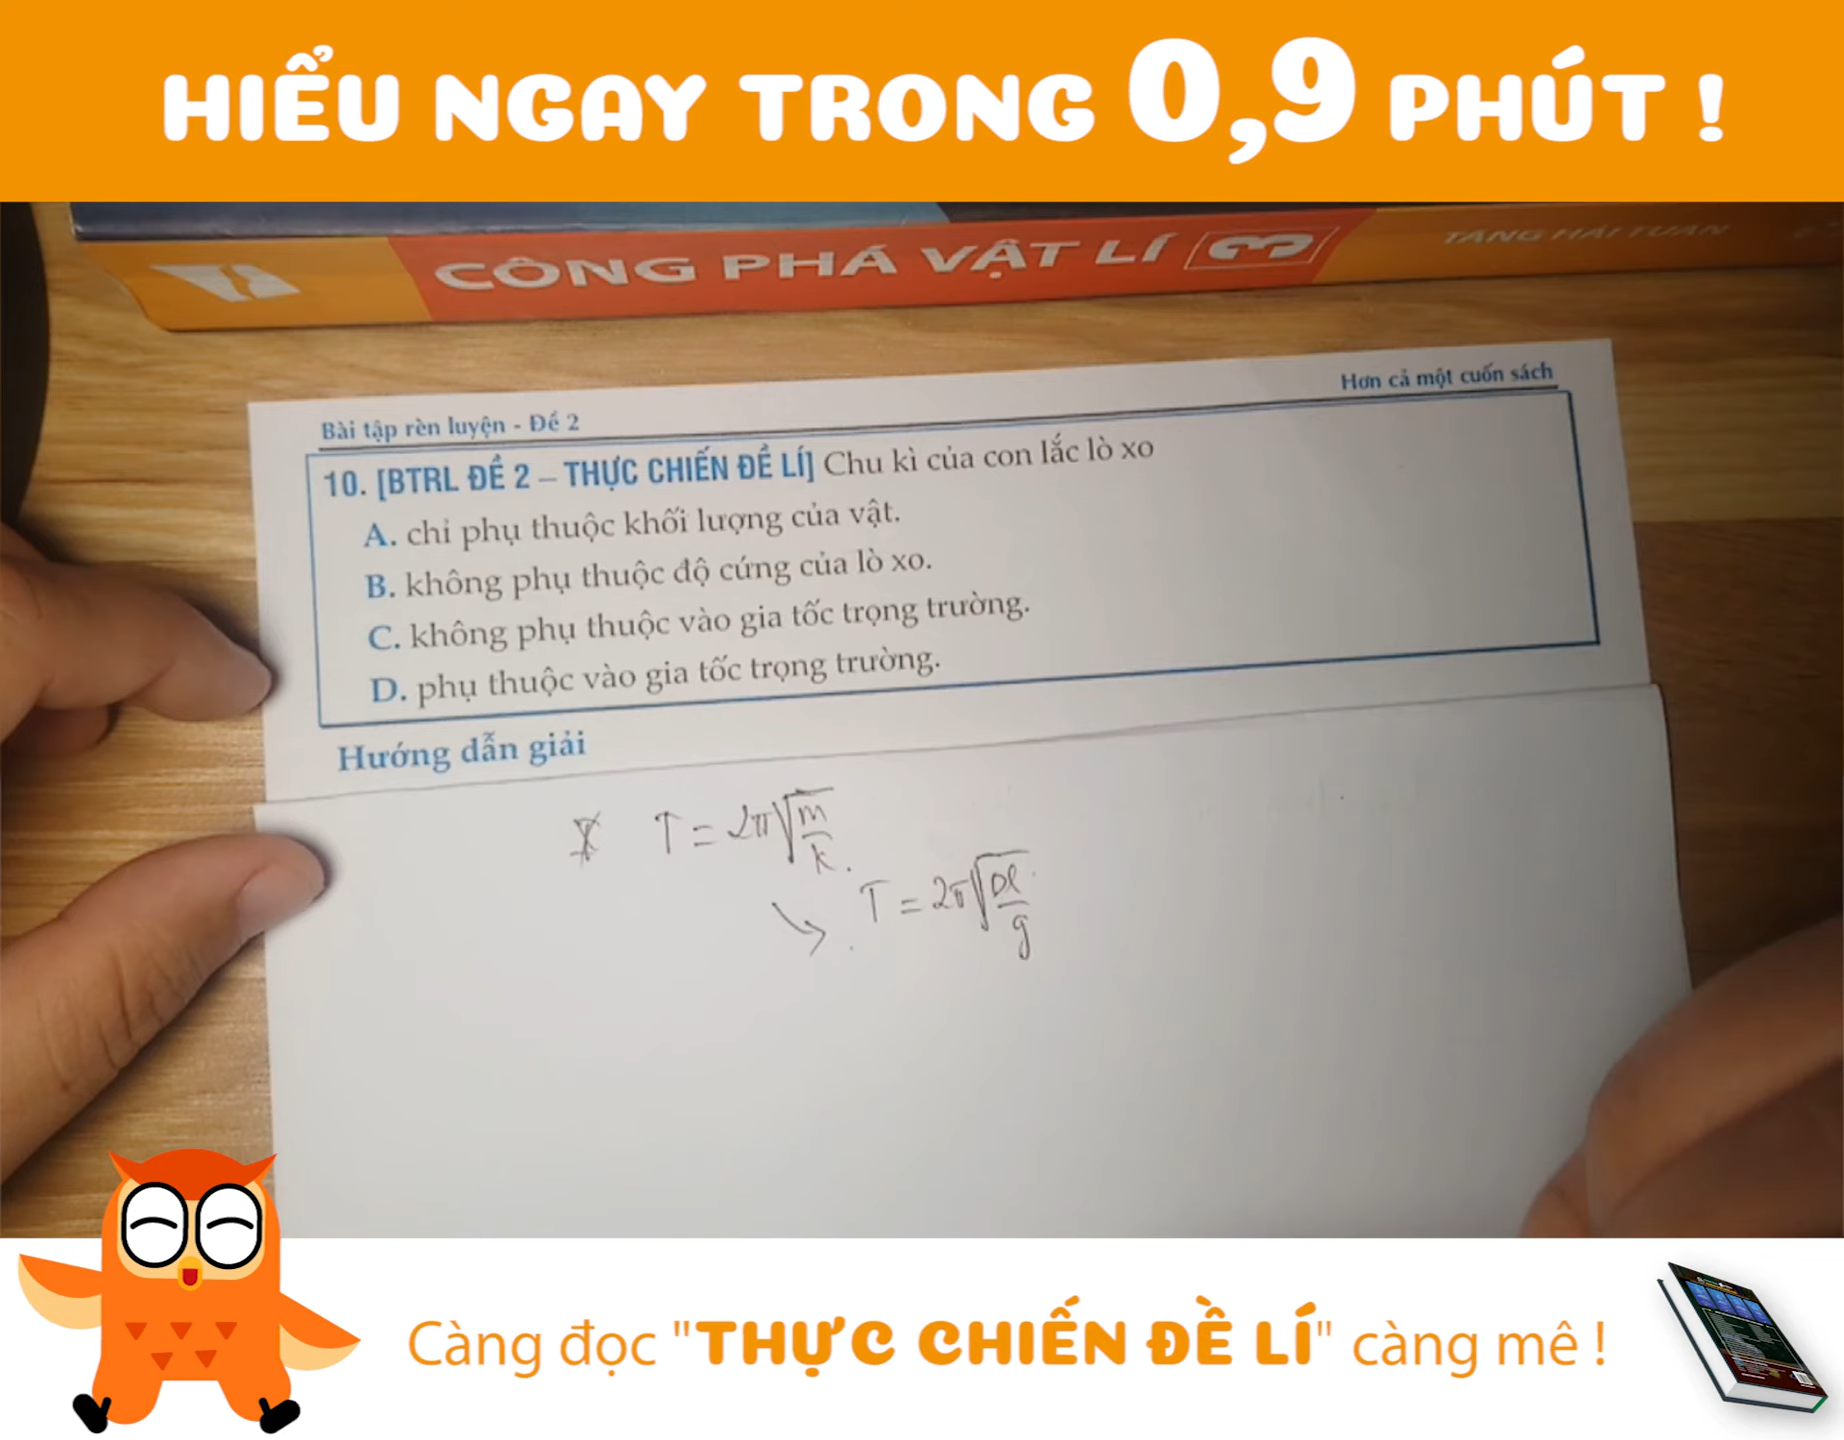 HIỂU NGAY TRONG 0,9 PHÚT !
CÔNG PHÁ VẬT LÍ 3 TĂNG HẢI TUÂN
Bài tập rèn luyện - Đề 2
Hơn cả một cuốn sách
10. [BTRL ĐỀ 2 – THỰC CHIẾN ĐỀ LÍ] Chu kì của con lắc lò xo
A. chỉ phụ thuộc khối lượng của vật.
B. không phụ thuộc độ cứng của lò xo.
C. không phụ thuộc vào gia tốc trọng trường.
D. phụ thuộc vào gia tốc trọng trường.
Hướng dẫn giải
T = 2π√(m/k).
T = 2π√(Δl/g)
Càng đọc "THỰC CHIẾN ĐỀ LÍ" càng mê !